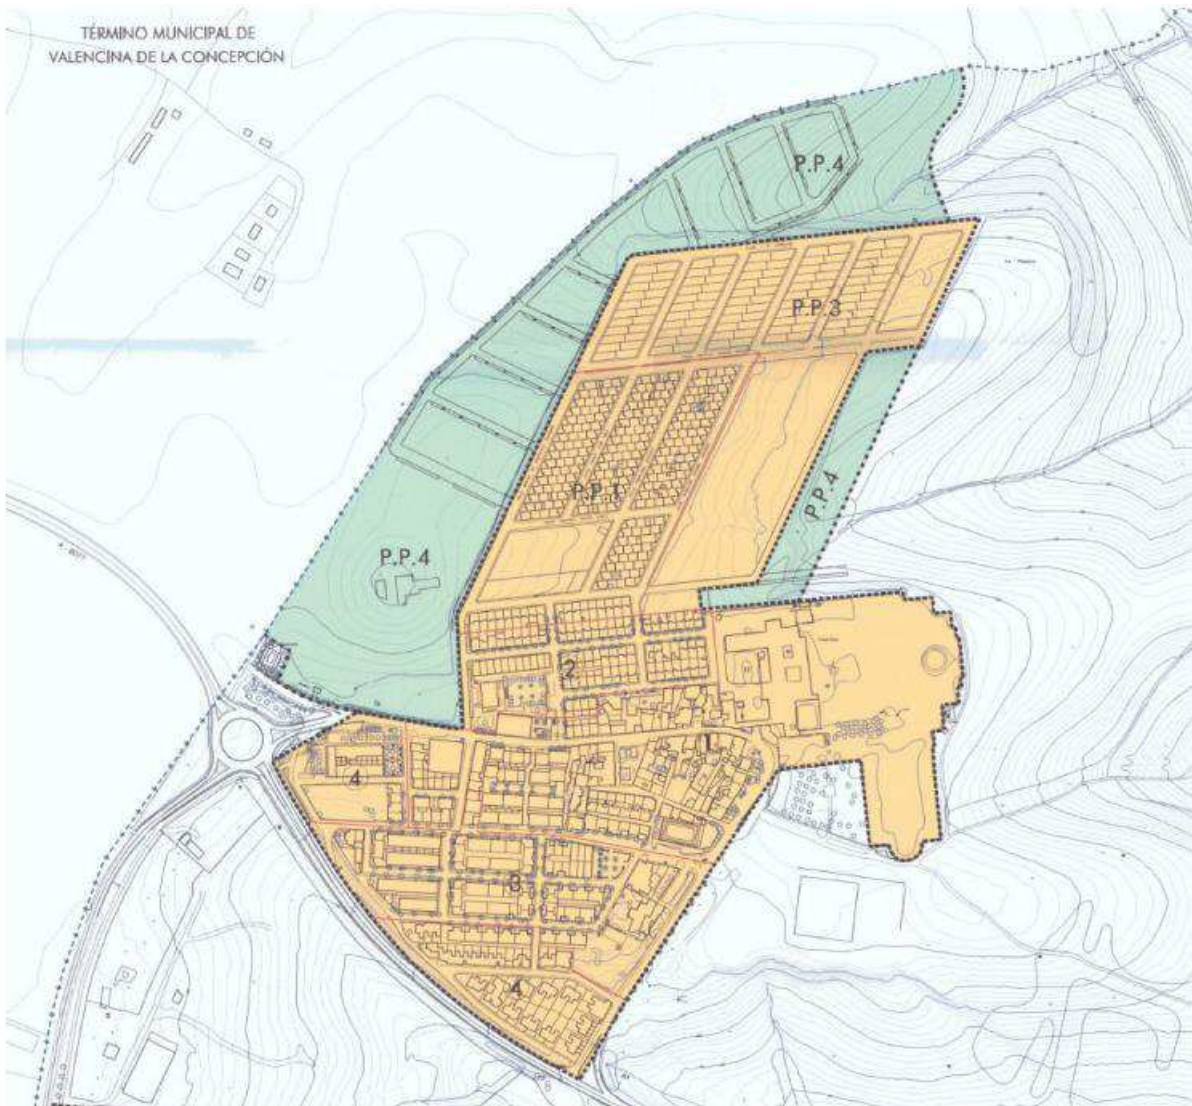 TÉRMINO MUNICIPAL DE
VALENCINA DE LA CONCEPCIÓN
P.P.4
P.P.3
P.P.1
P.P.4
P.P.4
2
1
4
3
4